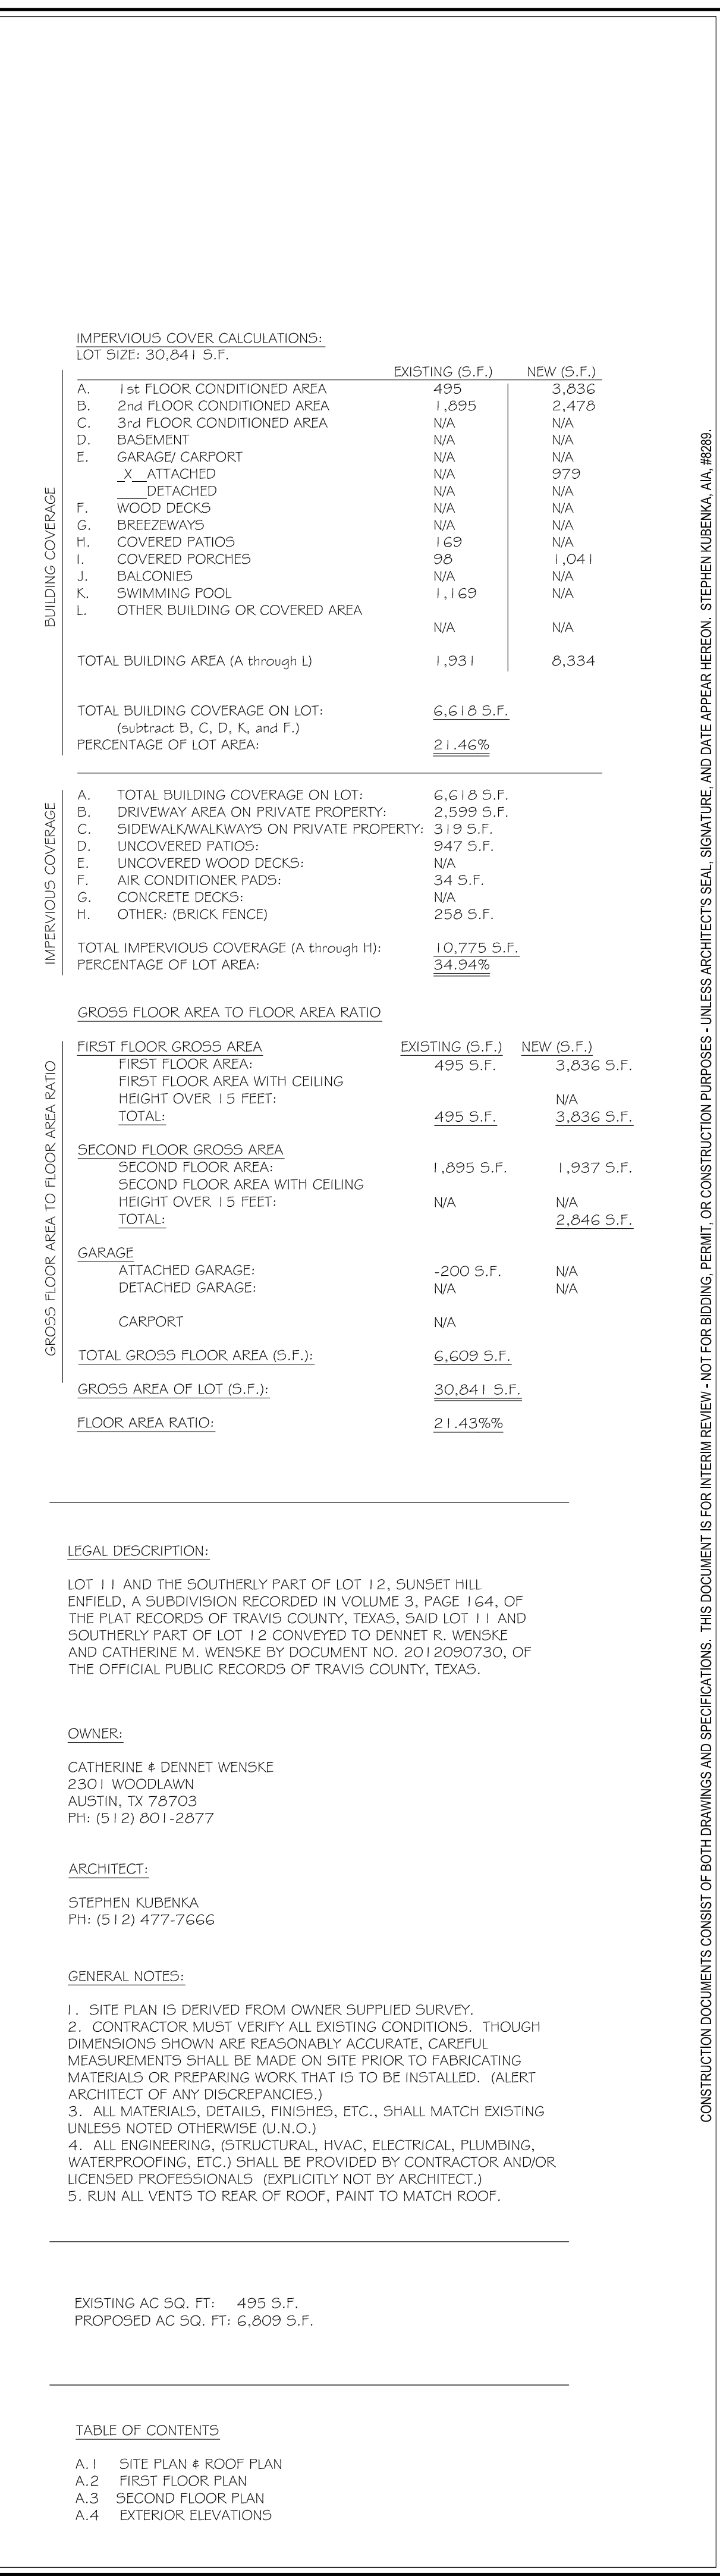 IMPERVIOUS COVER CALCULATIONS:
LOT SIZE: 30,841 S.F.
EXISTING (S.F.) NEW (S.F.)
BUILDING COVERAGE
A. 1st FLOOR CONDITIONED AREA 495 3,836
B. 2nd FLOOR CONDITIONED AREA 1,895 2,478
C. 3rd FLOOR CONDITIONED AREA N/A N/A
D. BASEMENT N/A N/A
E. GARAGE/ CARPORT N/A N/A
_X__ATTACHED N/A 979
____DETACHED N/A N/A
F. WOOD DECKS N/A N/A
G. BREEZEWAYS N/A N/A
H. COVERED PATIOS 169 N/A
I. COVERED PORCHES 98 1,041
J. BALCONIES N/A N/A
K. SWIMMING POOL 1,169 N/A
L. OTHER BUILDING OR COVERED AREA
N/A N/A
TOTAL BUILDING AREA (A through L) 1,931 8,334
TOTAL BUILDING COVERAGE ON LOT: 6,618 S.F.
(subtract B, C, D, K, and F.)
PERCENTAGE OF LOT AREA: 21.46%
IMPERVIOUS COVERAGE
A. TOTAL BUILDING COVERAGE ON LOT: 6,618 S.F.
B. DRIVEWAY AREA ON PRIVATE PROPERTY: 2,599 S.F.
C. SIDEWALK/WALKWAYS ON PRIVATE PROPERTY: 319 S.F.
D. UNCOVERED PATIOS: 947 S.F.
E. UNCOVERED WOOD DECKS: N/A
F. AIR CONDITIONER PADS: 34 S.F.
G. CONCRETE DECKS: N/A
H. OTHER: (BRICK FENCE) 258 S.F.
TOTAL IMPERVIOUS COVERAGE (A through H): 10,775 S.F.
PERCENTAGE OF LOT AREA: 34.94%
GROSS FLOOR AREA TO FLOOR AREA RATIO
GROSS FLOOR AREA TO FLOOR AREA RATIO
FIRST FLOOR GROSS AREA EXISTING (S.F.) NEW (S.F.)
FIRST FLOOR AREA: 495 S.F. 3,836 S.F.
FIRST FLOOR AREA WITH CEILING
HEIGHT OVER 15 FEET: N/A
TOTAL: 495 S.F. 3,836 S.F.
SECOND FLOOR GROSS AREA
SECOND FLOOR AREA: 1,895 S.F. 1,937 S.F.
SECOND FLOOR AREA WITH CEILING
HEIGHT OVER 15 FEET: N/A N/A
TOTAL: 2,846 S.F.
GARAGE
ATTACHED GARAGE: -200 S.F. N/A
DETACHED GARAGE: N/A N/A
CARPORT N/A
TOTAL GROSS FLOOR AREA (S.F.): 6,609 S.F.
GROSS AREA OF LOT (S.F.): 30,841 S.F.
FLOOR AREA RATIO: 21.43%%
LEGAL DESCRIPTION:
LOT 11 AND THE SOUTHERLY PART OF LOT 12, SUNSET HILL
ENFIELD, A SUBDIVISION RECORDED IN VOLUME 3, PAGE 164, OF
THE PLAT RECORDS OF TRAVIS COUNTY, TEXAS, SAID LOT 11 AND
SOUTHERLY PART OF LOT 12 CONVEYED TO DENNET R. WENSKE
AND CATHERINE M. WENSKE BY DOCUMENT NO. 2012090730, OF
THE OFFICIAL PUBLIC RECORDS OF TRAVIS COUNTY, TEXAS.
OWNER:
CATHERINE & DENNET WENSKE
2301 WOODLAWN
AUSTIN, TX 78703
PH: (512) 801-2877
ARCHITECT:
STEPHEN KUBENKA
PH: (512) 477-7666
GENERAL NOTES:
1. SITE PLAN IS DERIVED FROM OWNER SUPPLIED SURVEY.
2. CONTRACTOR MUST VERIFY ALL EXISTING CONDITIONS. THOUGH
DIMENSIONS SHOWN ARE REASONABLY ACCURATE, CAREFUL
MEASUREMENTS SHALL BE MADE ON SITE PRIOR TO FABRICATING
MATERIALS OR PREPARING WORK THAT IS TO BE INSTALLED. (ALERT
ARCHITECT OF ANY DISCREPANCIES.)
3. ALL MATERIALS, DETAILS, FINISHES, ETC., SHALL MATCH EXISTING
UNLESS NOTED OTHERWISE (U.N.O.)
4. ALL ENGINEERING, (STRUCTURAL, HVAC, ELECTRICAL, PLUMBING,
WATERPROOFING, ETC.) SHALL BE PROVIDED BY CONTRACTOR AND/OR
LICENSED PROFESSIONALS (EXPLICITLY NOT BY ARCHITECT.)
5. RUN ALL VENTS TO REAR OF ROOF, PAINT TO MATCH ROOF.
EXISTING AC SQ. FT: 495 S.F.
PROPOSED AC SQ. FT: 6,809 S.F.
TABLE OF CONTENTS
A.1 SITE PLAN & ROOF PLAN
A.2 FIRST FLOOR PLAN
A.3 SECOND FLOOR PLAN
A.4 EXTERIOR ELEVATIONS
CONSTRUCTION DOCUMENTS CONSIST OF BOTH DRAWINGS AND SPECIFICATIONS. THIS DOCUMENT IS FOR INTERIM REVIEW - NOT FOR BIDDING, PERMIT, OR CONSTRUCTION PURPOSES - UNLESS ARCHITECT'S SEAL, SIGNATURE, AND DATE APPEAR HEREON. STEPHEN KUBENKA, AIA, #8289.